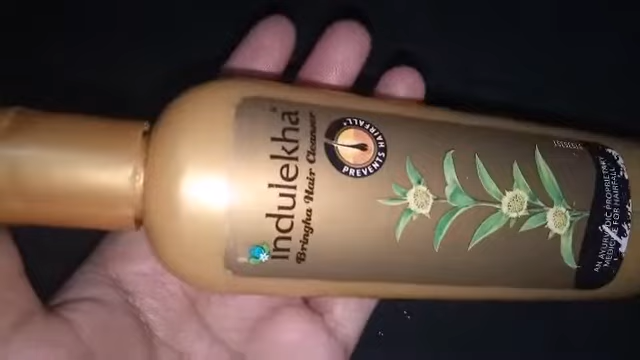 indulekha
Bringha Hair Cleanser
PREVENTS HAIRFALL*
AN AYURVEDIC PROPRIETARY
MEDICINE FOR HAIRFALL